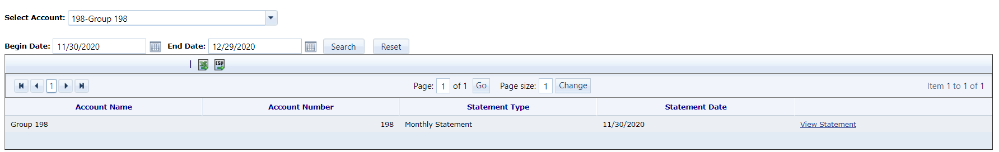 Select Account: 198-Group 198
Begin Date: 11/30/2020 End Date: 12/29/2020 Search Reset
| CSV
1 Page: 1 of 1 Go Page size: 1 Change Item 1 to 1 of 1
Account Name Account Number Statement Type Statement Date
Group 198 198 Monthly Statement 11/30/2020 View Statement